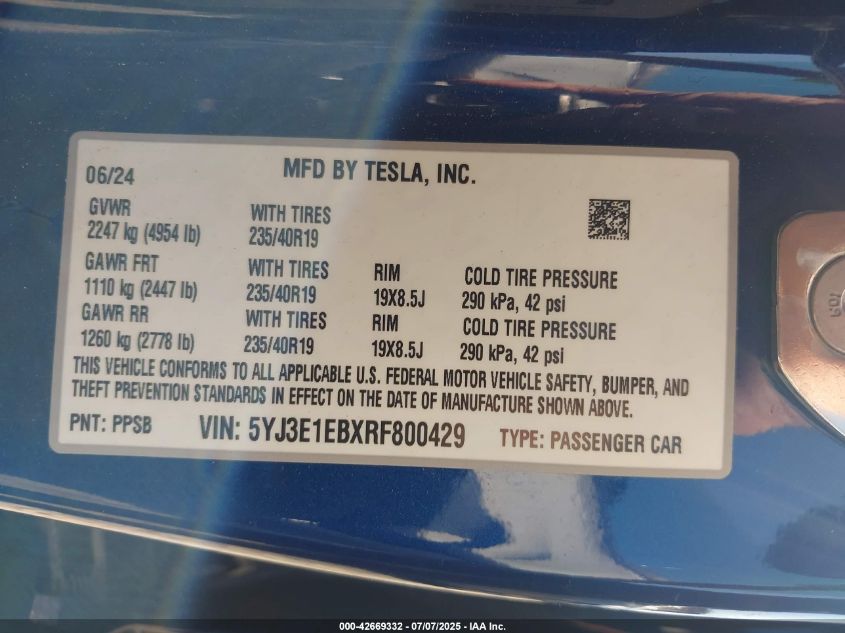 06/24 MFD BY TESLA, INC.
GVWR WITH TIRES
2247 kg (4954 lb) 235/40R19
GAWR FRT WITH TIRES RIM COLD TIRE PRESSURE
1110 kg (2447 lb) 235/40R19 19X8.5J 290 kPa, 42 psi
GAWR RR WITH TIRES RIM COLD TIRE PRESSURE
1260 kg (2778 lb) 235/40R19 19X8.5J 290 kPa, 42 psi
THIS VEHICLE CONFORMS TO ALL APPLICABLE U.S. FEDERAL MOTOR VEHICLE SAFETY, BUMPER, AND
THEFT PREVENTION STANDARDS IN EFFECT ON THE DATE OF MANUFACTURE SHOWN ABOVE.
PNT: PPSB VIN: 5YJ3E1EBXRF800429 TYPE: PASSENGER CAR
000-42669332 / 07/07/2025 - IAA Inc.